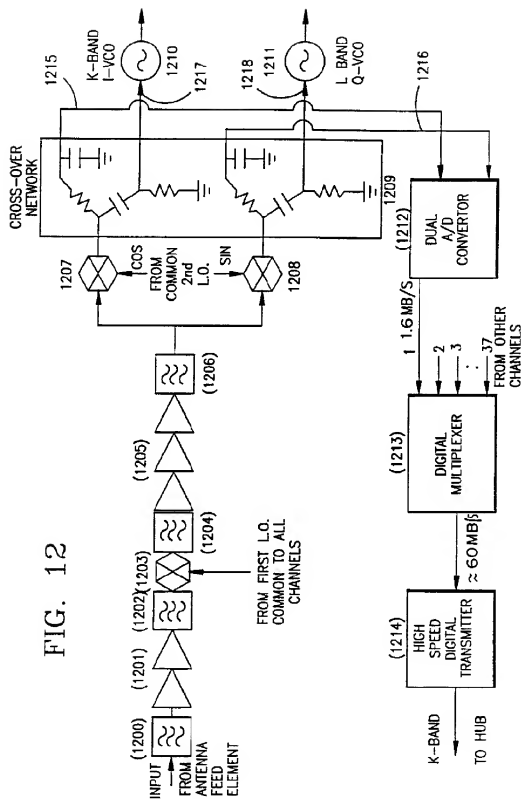 FIG. 12
(1200)
INPUT
FROM
ANTENNA
FEED
ELEMENT
(1201)
(1202)
(1203)
FROM FIRST L.O.
COMMON TO ALL
CHANNELS
(1204)
(1205)
(1206)
1207
COS
FROM
COMMON
2nd
L.O.
SIN
1208
CROSS-OVER
NETWORK
1209
1215
K-BAND
I-VCO
1210
1217
1218
1211
L BAND
Q-VCO
1216
(1212)
DUAL
A/D
CONVERTOR
1 1.6MB/S
2
3
:
37
FROM OTHER
CHANNELS
(1213)
DIGITAL
MULTIPLEXER
≈ 60MB/S
(1214)
HIGH
SPEED
DIGITAL
TRANSMITTER
K-BAND
TO HUB